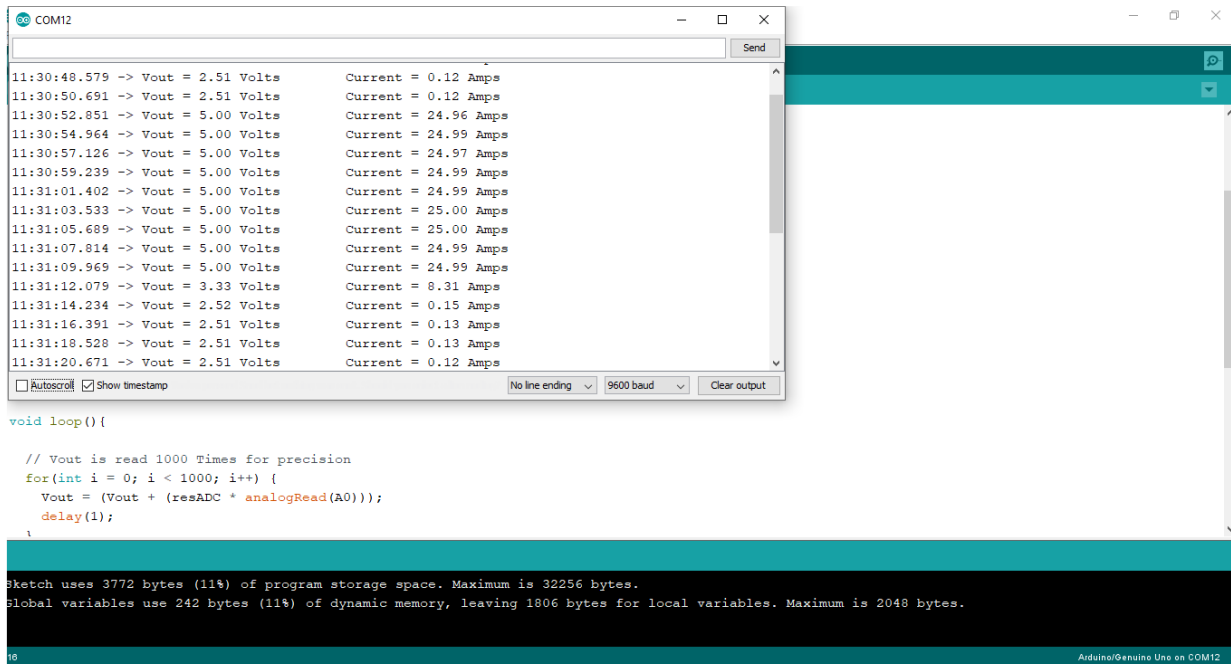 COM12
Send
11:30:48.579 -> Vout = 2.51 Volts Current = 0.12 Amps
11:30:50.691 -> Vout = 2.51 Volts Current = 0.12 Amps
11:30:52.851 -> Vout = 5.00 Volts Current = 24.96 Amps
11:30:54.964 -> Vout = 5.00 Volts Current = 24.99 Amps
11:30:57.126 -> Vout = 5.00 Volts Current = 24.97 Amps
11:30:59.239 -> Vout = 5.00 Volts Current = 24.99 Amps
11:31:01.402 -> Vout = 5.00 Volts Current = 24.99 Amps
11:31:03.533 -> Vout = 5.00 Volts Current = 25.00 Amps
11:31:05.689 -> Vout = 5.00 Volts Current = 25.00 Amps
11:31:07.814 -> Vout = 5.00 Volts Current = 24.99 Amps
11:31:09.969 -> Vout = 5.00 Volts Current = 24.99 Amps
11:31:12.079 -> Vout = 3.33 Volts Current = 8.31 Amps
11:31:14.234 -> Vout = 2.52 Volts Current = 0.15 Amps
11:31:16.391 -> Vout = 2.51 Volts Current = 0.13 Amps
11:31:18.528 -> Vout = 2.51 Volts Current = 0.13 Amps
11:31:20.671 -> Vout = 2.51 Volts Current = 0.12 Amps
Autoscroll Show timestamp No line ending 9600 baud Clear output
void loop(){
// Vout is read 1000 Times for precision
for(int i = 0; i < 1000; i++) {
Vout = (Vout + (resADC * analogRead(A0)));
delay(1);
}
Sketch uses 3772 bytes (11%) of program storage space. Maximum is 32256 bytes.
Global variables use 242 bytes (11%) of dynamic memory, leaving 1806 bytes for local variables. Maximum is 2048 bytes.
16 Arduino/Genuino Uno on COM12